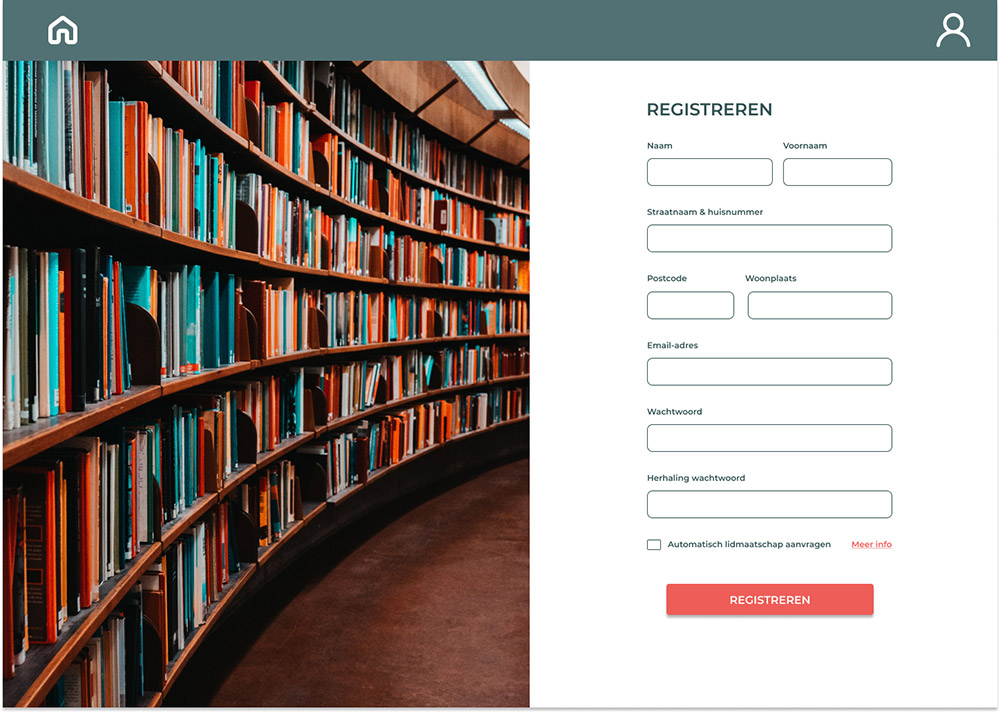 REGISTREREN
Naam Voornaam
Straatnaam & huisnummer
Postcode Woonplaats
Email-adres
Wachtwoord
Herhaling wachtwoord
Automatisch lidmaatschap aanvragen Meer info
REGISTREREN